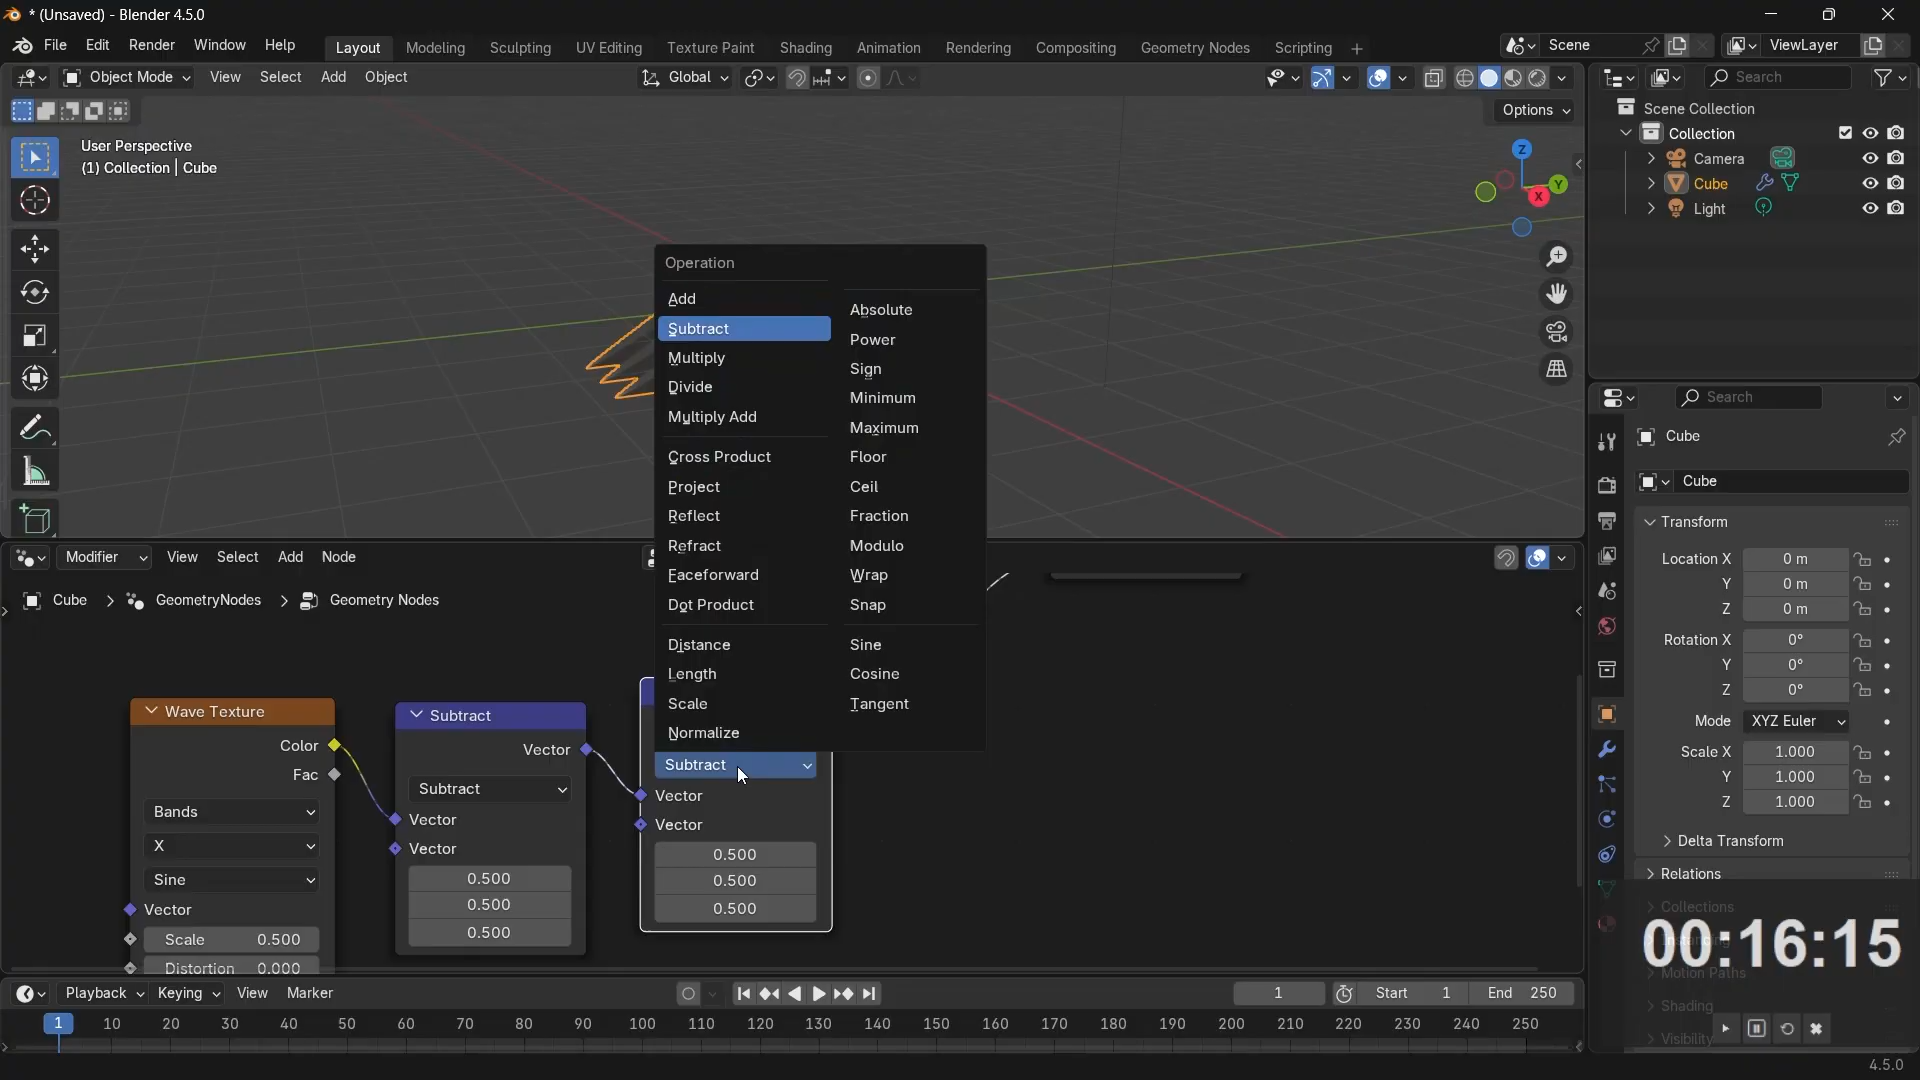 * (Unsaved) - Blender 4.5.0
File Edit Render Window Help Layout Modeling Sculpting UV Editing Texture Paint Shading Animation Rendering Compositing Geometry Nodes Scripting + Scene ViewLayer
Object Mode View Select Add Object Global Search
Options
User Perspective
(1) Collection | Cube
Z
Y
X
Scene Collection
Collection
Camera
Cube
Light
Operation
Add
Subtract
Multiply
Divide
Multiply Add
Cross Product
Project
Reflect
Refract
Faceforward
Dot Product
Distance
Length
Scale
Normalize
Absolute
Power
Sign
Minimum
Maximum
Floor
Ceil
Fraction
Modulo
Wrap
Snap
Sine
Cosine
Tangent
Modifier View Select Add Node
Cube > GeometryNodes > Geometry Nodes
Wave Texture
Color
Fac
Bands
X
Sine
Vector
Scale 0.500
Distortion 0.000
Subtract
Vector
Subtract
Vector
Vector
0.500
0.500
0.500
Subtract
Vector
Vector
0.500
0.500
0.500
Search
Cube
Cube
Transform
Location X 0 m
Y 0 m
Z 0 m
Rotation X 0°
Y 0°
Z 0°
Mode XYZ Euler
Scale X 1.000
Y 1.000
Z 1.000
Delta Transform
Relations
Collections
Instancing
00:16:15
Motion Paths
Shading
Visibility
Playback Keying View Marker 1 Start 1 End 250
1 10 20 30 40 50 60 70 80 90 100 110 120 130 140 150 160 170 180 190 200 210 220 230 240 250
4.5.0